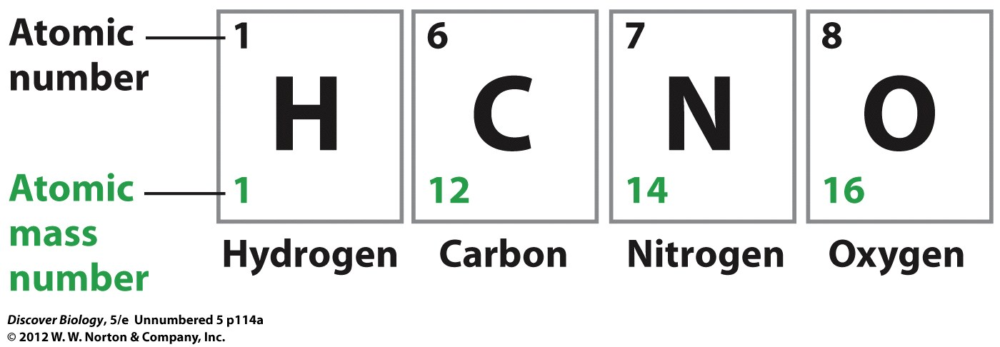 Atomic number
1 6 7 8
H C N O
Atomic mass number
1 12 14 16
Hydrogen Carbon Nitrogen Oxygen
Discover Biology, 5/e Unnumbered 5 p114a
© 2012 W. W. Norton & Company, Inc.